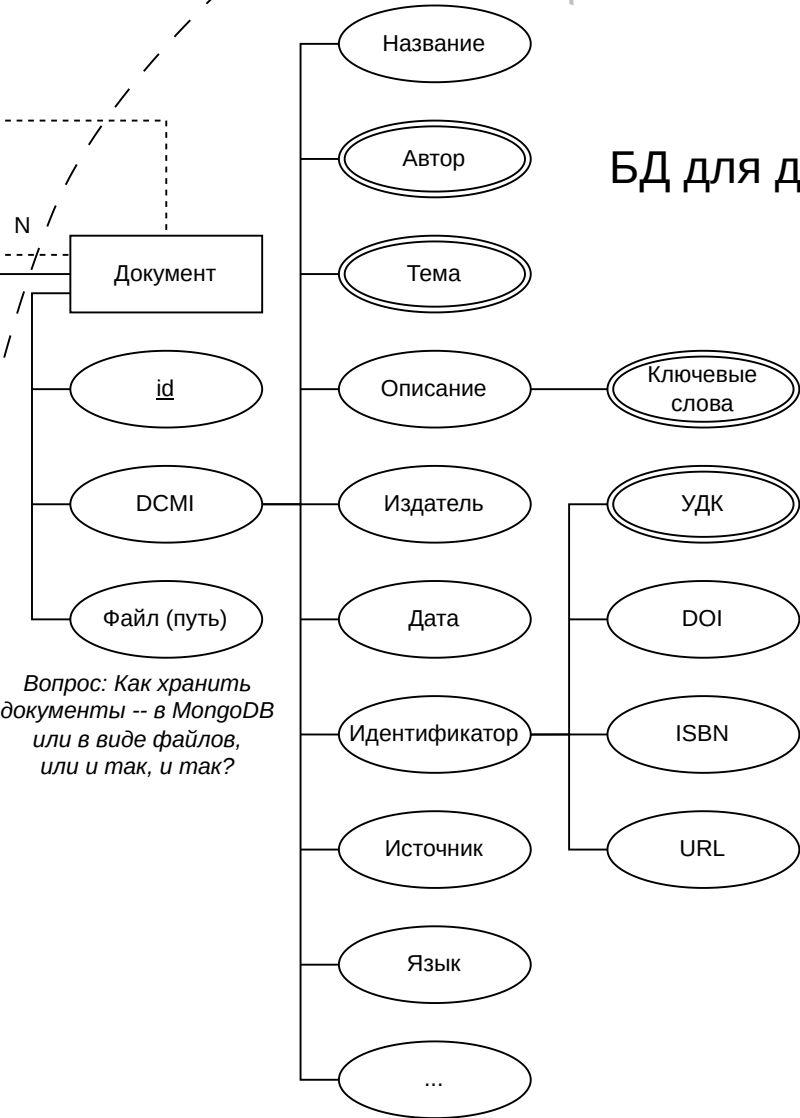 Название
Автор
БД для д
N
Документ
Тема
id
Описание
Ключевые
слова
DCMI
Издатель
УДК
Файл (путь)
Дата
DOI
Вопрос: Как хранить
документы -- в MongoDB
или в виде файлов,
или и так, и так?
Идентификатор
ISBN
Источник
URL
Язык
...